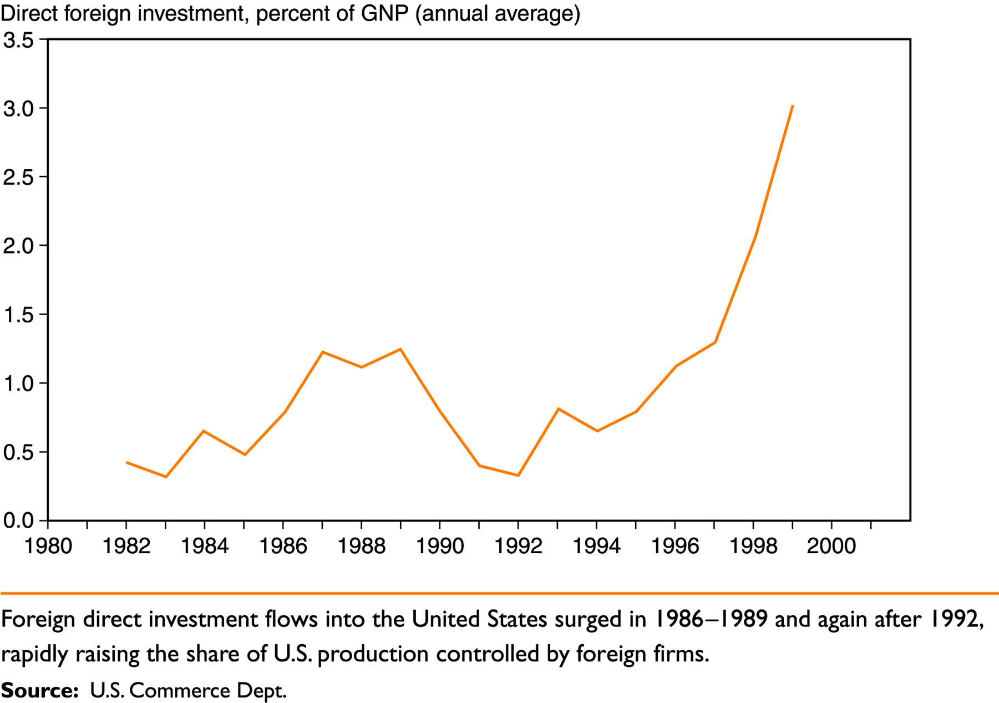 Direct foreign investment, percent of GNP (annual average)
3.5
3.0
2.5
2.0
1.5
1.0
0.5
0.0
1980 1982 1984 1986 1988 1990 1992 1994 1996 1998 2000
Foreign direct investment flows into the United States surged in 1986–1989 and again after 1992,
rapidly raising the share of U.S. production controlled by foreign firms.
Source: U.S. Commerce Dept.